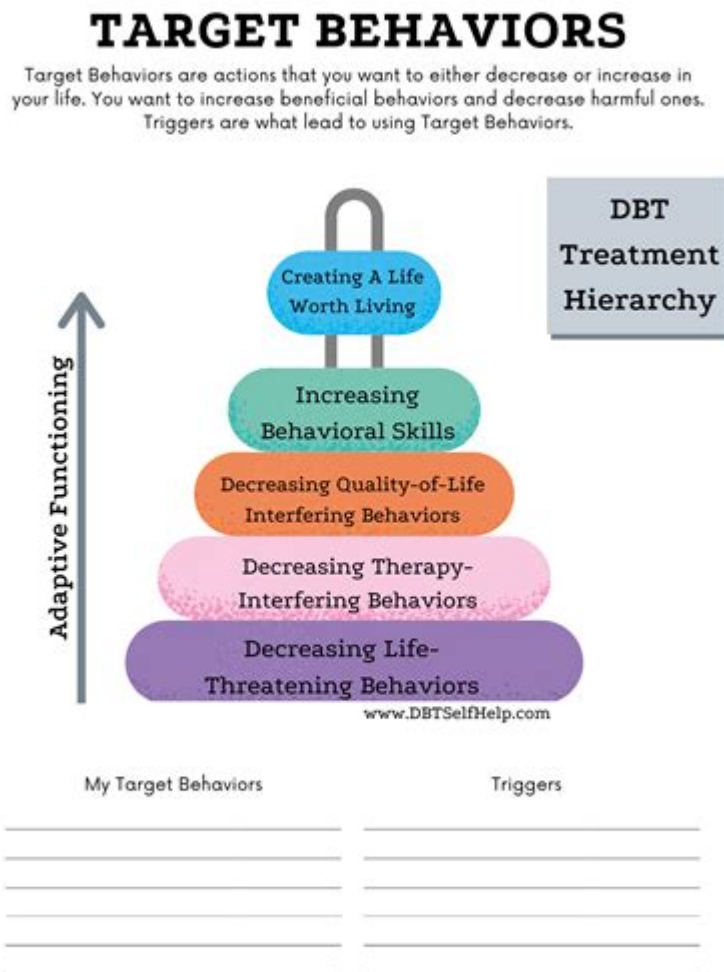 TARGET BEHAVIORS
Target Behaviors are actions that you want to either decrease or increase in
your life. You want to increase beneficial behaviors and decrease harmful ones.
Triggers are what lead to using Target Behaviors.
DBT
Treatment
Hierarchy
Creating A Life
Worth Living
Increasing
Behavioral Skills
Decreasing Quality-of-Life
Interfering Behaviors
Decreasing Therapy-
Interfering Behaviors
Decreasing Life-
Threatening Behaviors
Adaptive Functioning
www.DBTSelfHelp.com
My Target Behaviors
Triggers